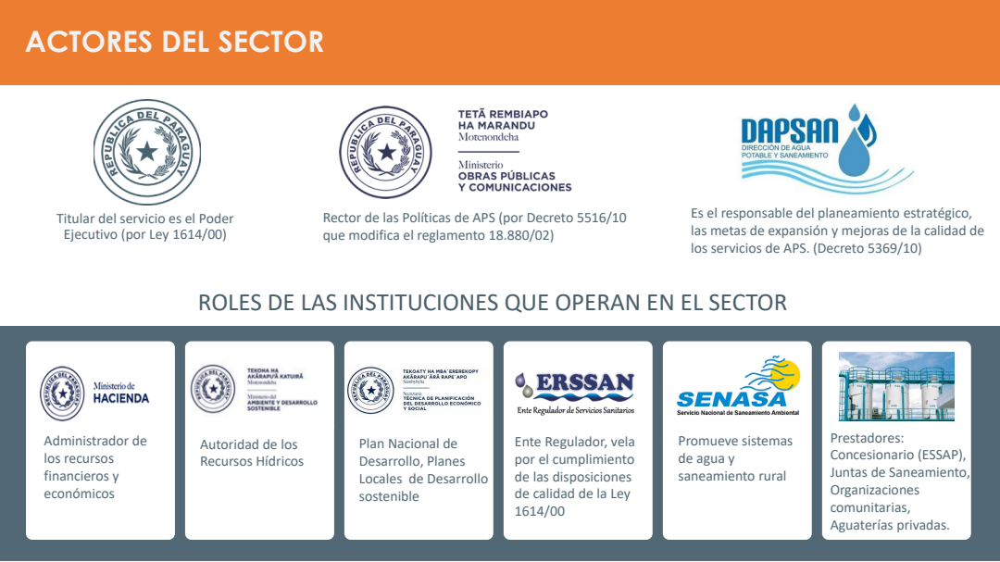 ACTORES DEL SECTOR
REPUBLICA DEL PARAGUAY
Titular del servicio es el Poder
Ejecutivo (por Ley 1614/00)
REPUBLICA DEL PARAGUAY
TETÃ REMBIAPO
HA MARANDU
Motenondeha
Ministerio
OBRAS PÚBLICAS
Y COMUNICACIONES
Rector de las Políticas de APS (por Decreto 5516/10
que modifica el reglamento 18.880/02)
DAPSAN
DIRECCIÓN DE AGUA
POTABLE Y SANEAMIENTO
Es el responsable del planeamiento estratégico,
las metas de expansión y mejoras de la calidad de
los servicios de APS. (Decreto 5369/10)
ROLES DE LAS INSTITUCIONES QUE OPERAN EN EL SECTOR
REPUBLICA DEL PARAGUAY
Ministerio de
HACIENDA
Administrador de
los recursos
financieros y
económicos
REPUBLICA DEL PARAGUAY
TEKOHA HA
AKÃRAPU'Ã KATUIRÃ
Motenondeha
Ministerio del
AMBIENTE Y DESARROLLO
SOSTENIBLE
Autoridad de los
Recursos Hídricos
REPUBLICA DEL PARAGUAY
TEKOATY HA MBA'EREREKOPY
AKÃRAPU'ÃRÃ RAPE'APO
Sãmbyhyha
Secretaría
TÉCNICA DE PLANIFICACIÓN
DEL DESARROLLO ECONÓMICO
Y SOCIAL
Plan Nacional de
Desarrollo, Planes
Locales de Desarrollo
sostenible
ERSSAN
Ente Regulador de Servicios Sanitarios
Ente Regulador, vela
por el cumplimiento
de las disposiciones
de calidad de la Ley
1614/00
SENASA
Servicio Nacional de Saneamiento Ambiental
Promueve sistemas
de agua y
saneamiento rural
Prestadores:
Concesionario (ESSAP),
Juntas de Saneamiento,
Organizaciones
comunitarias,
Aguaterías privadas.